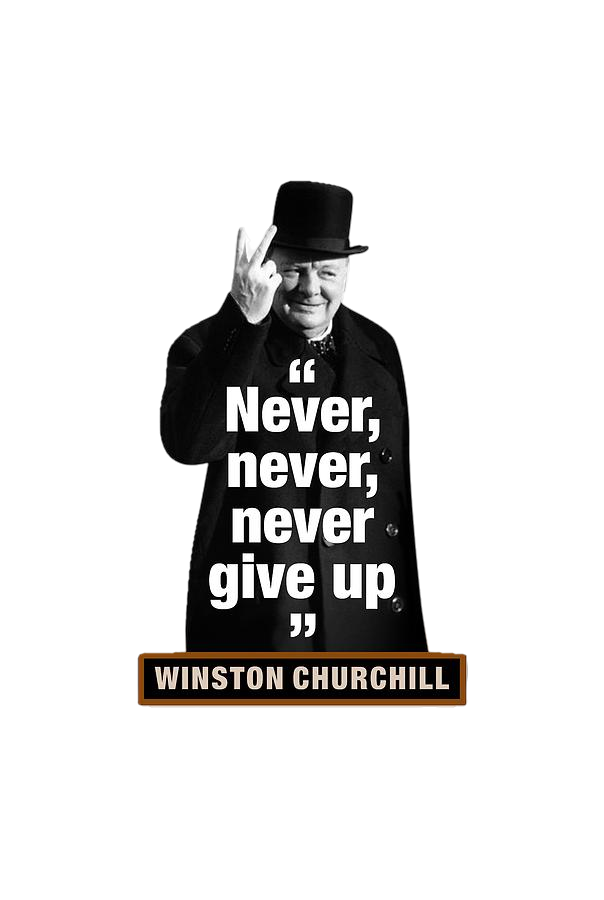 “
Never,
never,
never
give up
”
WINSTON CHURCHILL